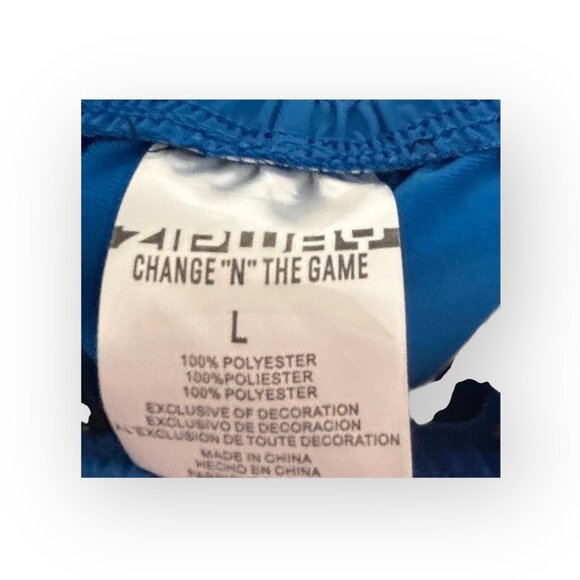 ZIPWAY
CHANGE "N" THE GAME
L
100% POLYESTER
100% POLIESTER
100% POLYESTER
EXCLUSIVE OF DECORATION
EXCLUSIVO DE DECORACION
A L'EXCLUSION DE TOUTE DECORATION
MADE IN CHINA
HECHO EN CHINA